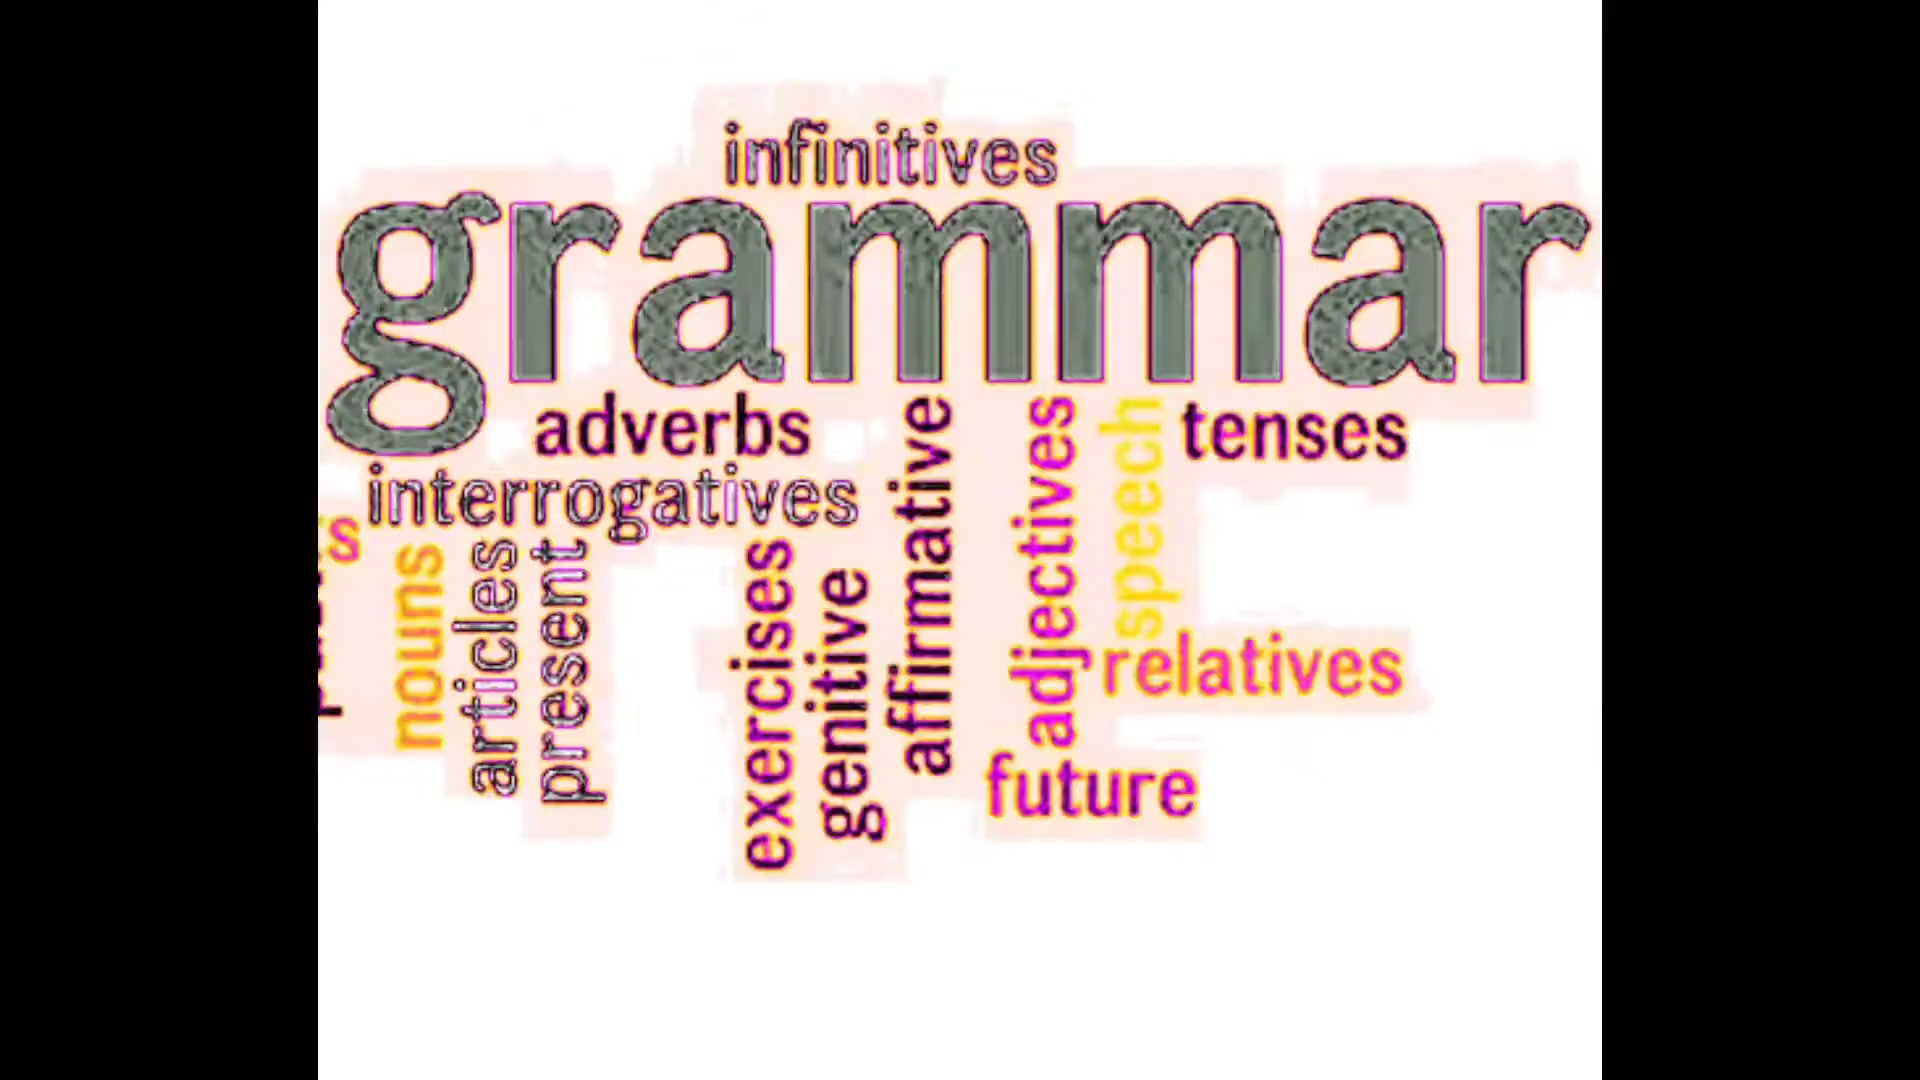 infinitives
grammar
adverbs
tenses
interrogatives
nouns
articles
present
exercises
genitive
affirmative
adjectives
speech
relatives
future